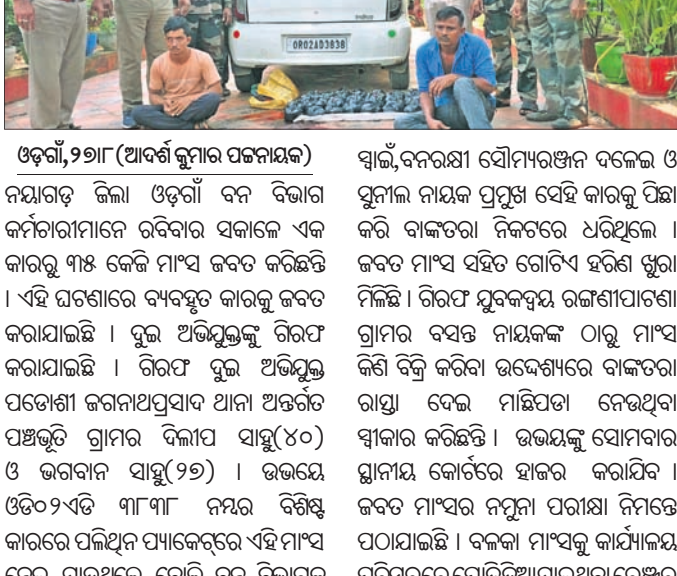 OR02AD3838
ଓଡ଼ଗାଁ,୨୭।୮(ଆଦର୍ଶ କୁମାର ପଟ୍ଟନାୟକ)
ନୟାଗଡ଼ ଜିଲା ଓଡ଼ଗାଁ ବନ ବିଭାଗ
କର୍ମଚାରୀମାନେ ରବିବାର ସକାଳେ ଏକ
କାରରୁ ୩୫ କେଜି ମାଂସ ଜବତ କରିଛନ୍ତି
। ଏହି ଘଟଣାରେ ବ୍ୟବହୃତ କାରକୁ ଜବତ
କରାଯାଇଛି । ଦୁଇ ଅଭିଯୁକ୍ତଙ୍କୁ ଗିରଫ
କରାଯାଇଛି । ଗିରଫ ଦୁଇ ଅଭିଯୁକ୍ତ
ପଡୋଶୀ ଜଗନାଥପ୍ରସାଦ ଥାନା ଅନ୍ତର୍ଗତ
ପଞ୍ଚଭୂତି ଗ୍ରାମର ଦିଲୀପ ସାହୁ(୪୦)
ଓ ଭଗବାନ ସାହୁ(୨୭) । ଉଭୟେ
ଓଡି୦୨ଏଡି ୩୮୩୮ ନମ୍ବର ବିଶିଷ୍ଟ
କାରରେ ପଲିଥିନ ପ୍ୟାକେଟ୍‌ରେ ଏହି ମାଂସ
ସ୍ୱାଇଁ,ବନରକ୍ଷୀ ସୌମ୍ୟରଞ୍ଜନ ଦଳେଇ ଓ
ସୁନୀଲ ନାୟକ ପ୍ରମୁଖ ସେହି କାରକୁ ପିଛା
କରି ବାଙ୍କତରା ନିକଟରେ ଧରିଥିଲେ ।
ଜବତ ମାଂସ ସହିତ ଗୋଟିଏ ହରିଣ ଖୁରା
ମିଳିଛି । ଗିରଫ ଯୁବକଦ୍ୱୟ ରଙ୍ଗଣୀପାଟଣା
ଗ୍ରାମର ବସନ୍ତ ନାୟକଙ୍କ ଠାରୁ ମାଂସ
କିଣି ବିକ୍ରି କରିବା ଉଦ୍ଦେଶ୍ୟରେ ବାଙ୍କତରା
ରାସ୍ତା ଦେଇ ମାଛିପଡା ନେଉଥିବା
ସ୍ୱୀକାର କରିଛନ୍ତି । ଉଭୟଙ୍କୁ ସୋମବାର
ସ୍ଥାନୀୟ କୋର୍ଟରେ ହାଜର କରାଯିବ ।
ଜବତ ମାଂସର ନମୁନା ପରୀକ୍ଷା ନିମନ୍ତେ
ପଠାଯାଇଛି । ବଳକା ମାଂସକୁ କାର୍ଯ୍ୟାଳୟ